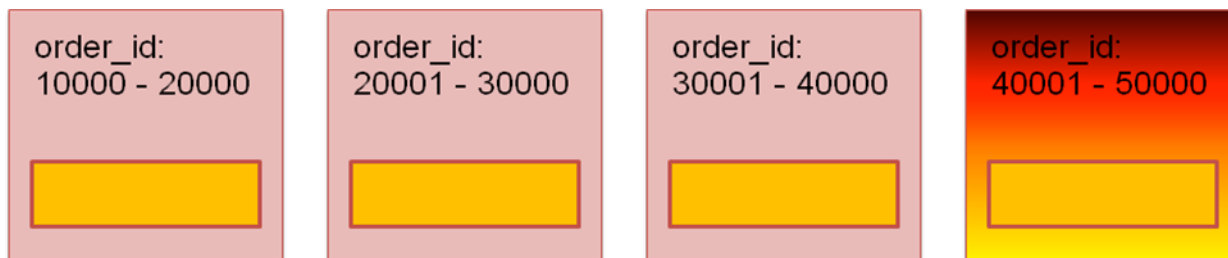 order_id:
10000 - 20000
order_id:
20001 - 30000
order_id:
30001 - 40000
order_id:
40001 - 50000